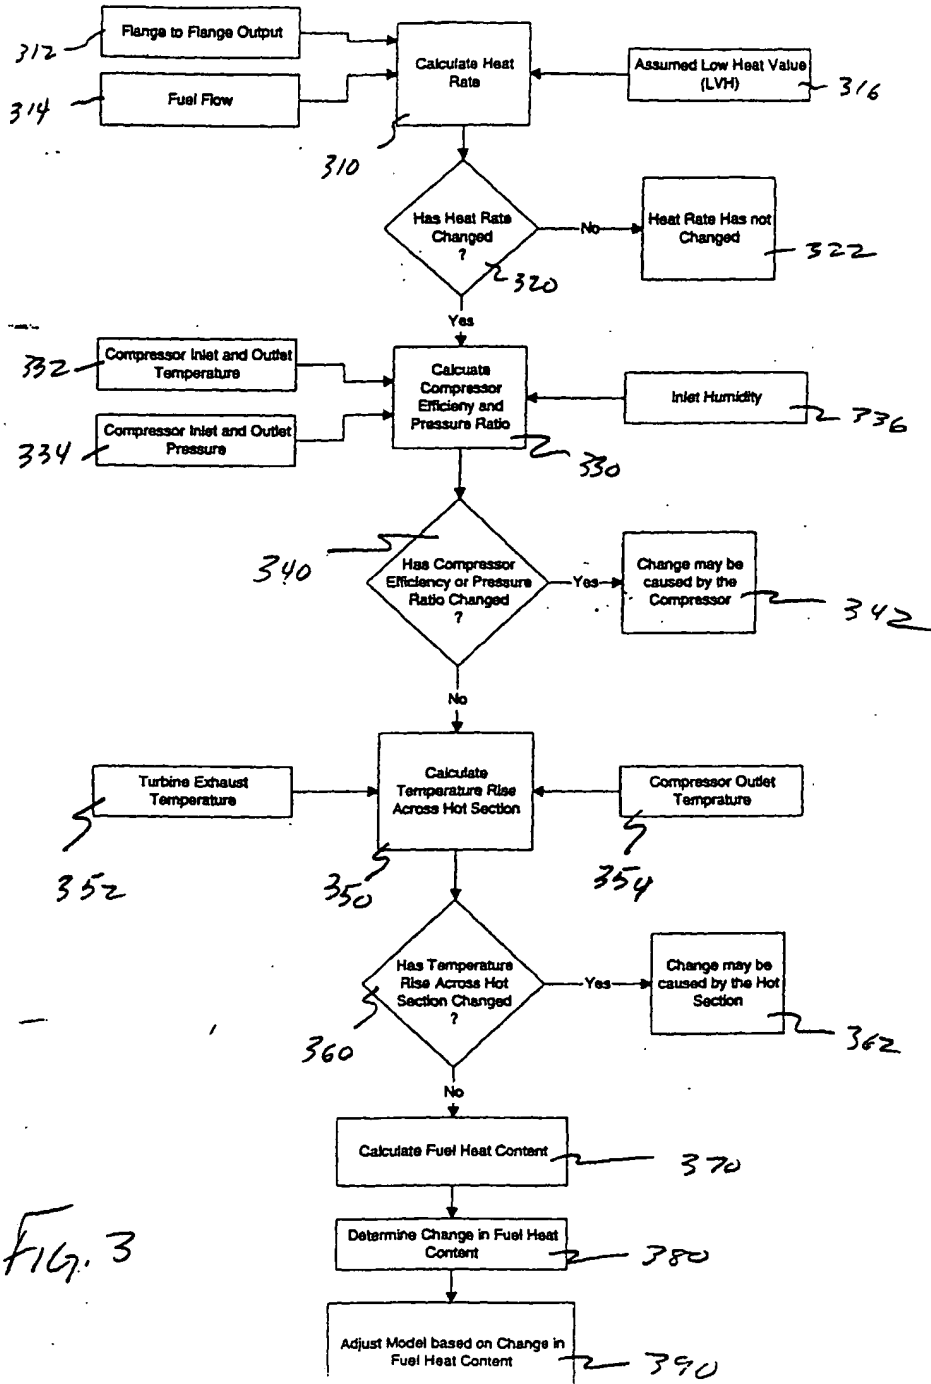 Flange to Flange Output
312
Calculate Heat
Rate
Assumed Low Heat Value
(LVH)
316
Fuel Flow
314
310
Has Heat Rate
Changed
?
320
No
Heat Rate Has not
Changed
322
Yes
Compressor Inlet and Outlet
Temperature
332
Calcuate
Compressor
Efficieny and
Pressure Ratio
Inlet Humidity
336
Compressor Inlet and Outlet
Pressure
334
330
340
Has Compressor
Efficiency or Pressure
Ratio Changed
?
Yes
Change may be
caused by the
Compressor
342
No
Turbine Exhaust
Temperature
Calculate
Temperature Rise
Across Hot Section
Compressor Outlet
Temprature
352
350
354
Has Temperature
Rise Across Hot
Section Changed
?
360
Yes
Change may be
caused by the Hot
Section
362
No
Calculate Fuel Heat Content
370
Determine Change in Fuel Heat
Content
380
FIG. 3
Adjust Model based on Change in
Fuel Heat Content
390